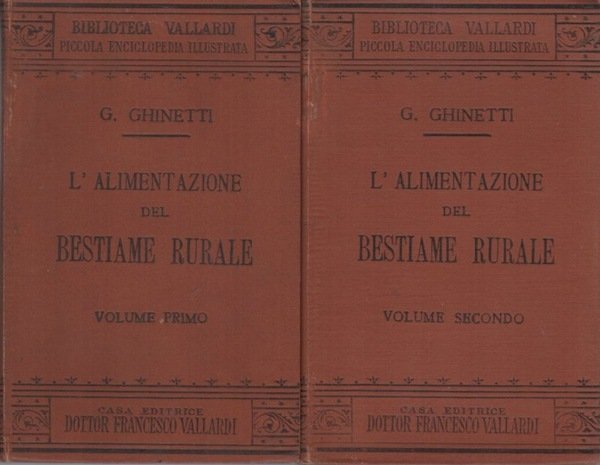 BIBLIOTECA VALLARDI
PICCOLA ENCICLOPEDIA ILLUSTRATA
G. GHINETTI
L'ALIMENTAZIONE
DEL
BESTIAME RURALE
VOLUME PRIMO
CASA EDITRICE
DOTTOR FRANCESCO VALLARDI
BIBLIOTECA VALLARDI
PICCOLA ENCICLOPEDIA ILLUSTRATA
G. GHINETTI
L'ALIMENTAZIONE
DEL
BESTIAME RURALE
VOLUME SECONDO
CASA EDITRICE
DOTTOR FRANCESCO VALLARDI